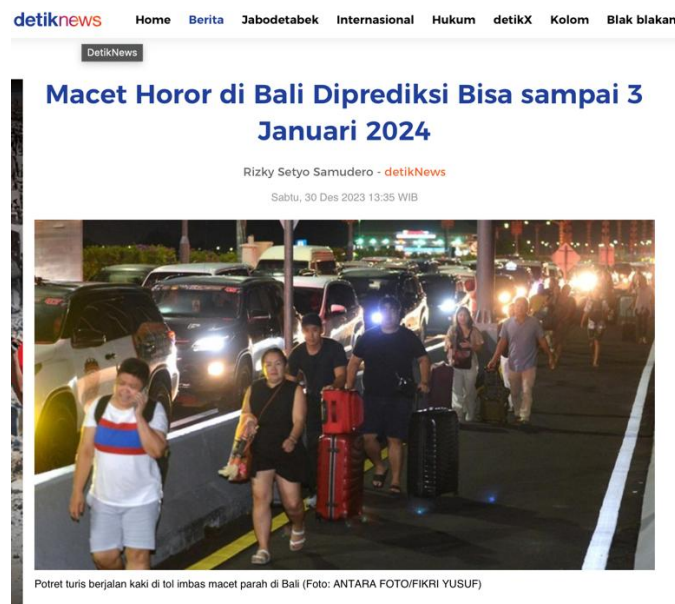 detiknews Home Berita Jabodetabek Internasional Hukum detikX Kolom Blak blakan
DetikNews
Macet Horor di Bali Diprediksi Bisa sampai 3
Januari 2024
Rizky Setyo Samudero - detikNews
Sabtu, 30 Des 2023 13:35 WIB
Potret turis berjalan kaki di tol imbas macet parah di Bali (Foto: ANTARA FOTO/FIKRI YUSUF)